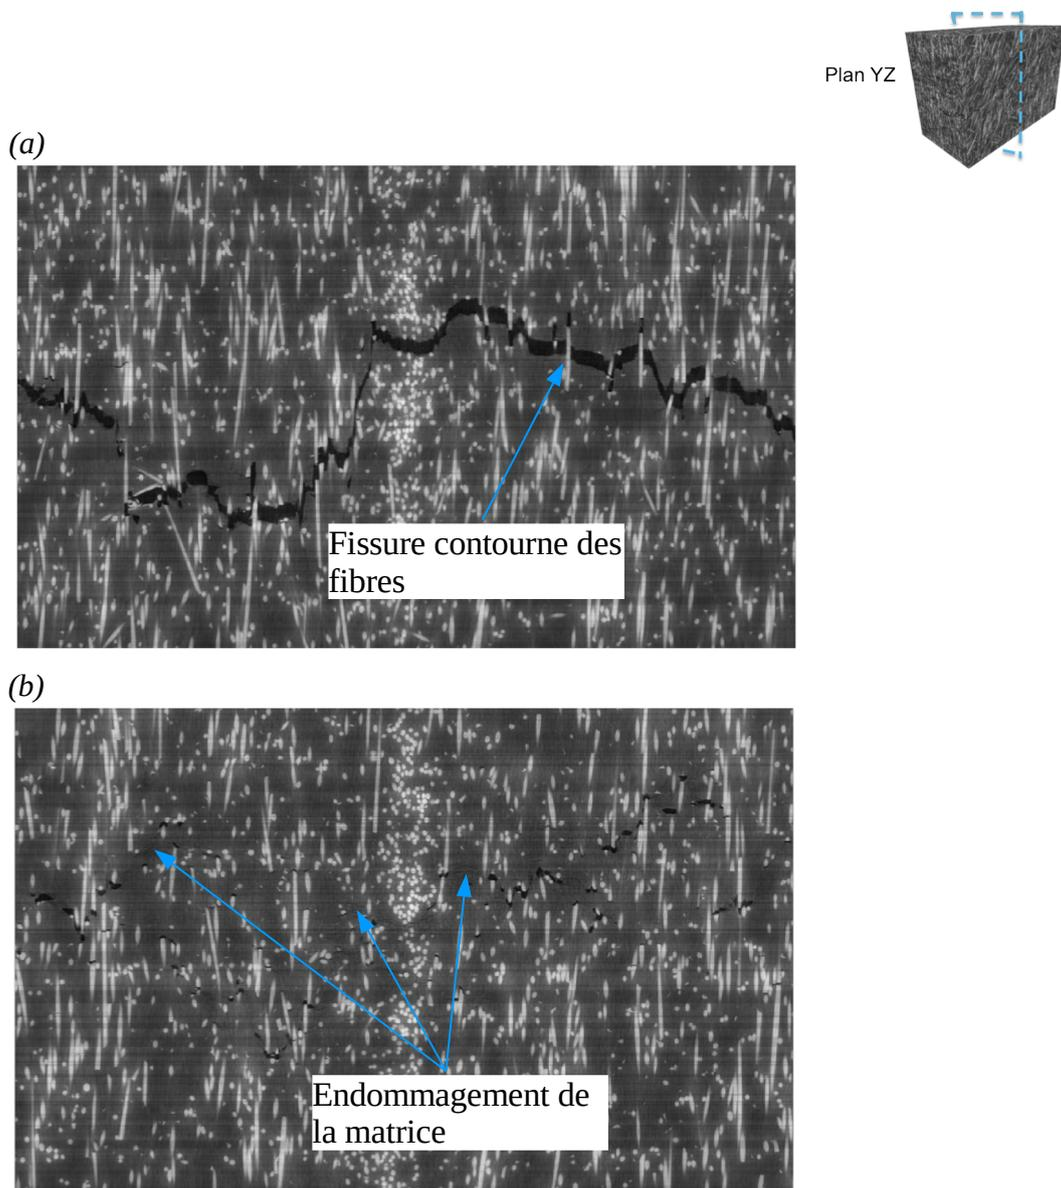 Plan YZ
(a)
Fissure contourne des
fibres
(b)
Endommagement de
la matrice